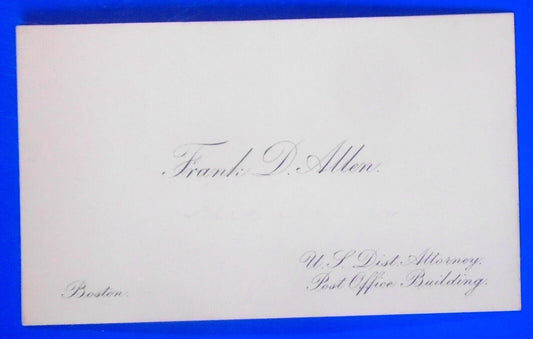 Frank D. Allen.
U.S. Dist. Attorney.
Post Office Building.
Boston.